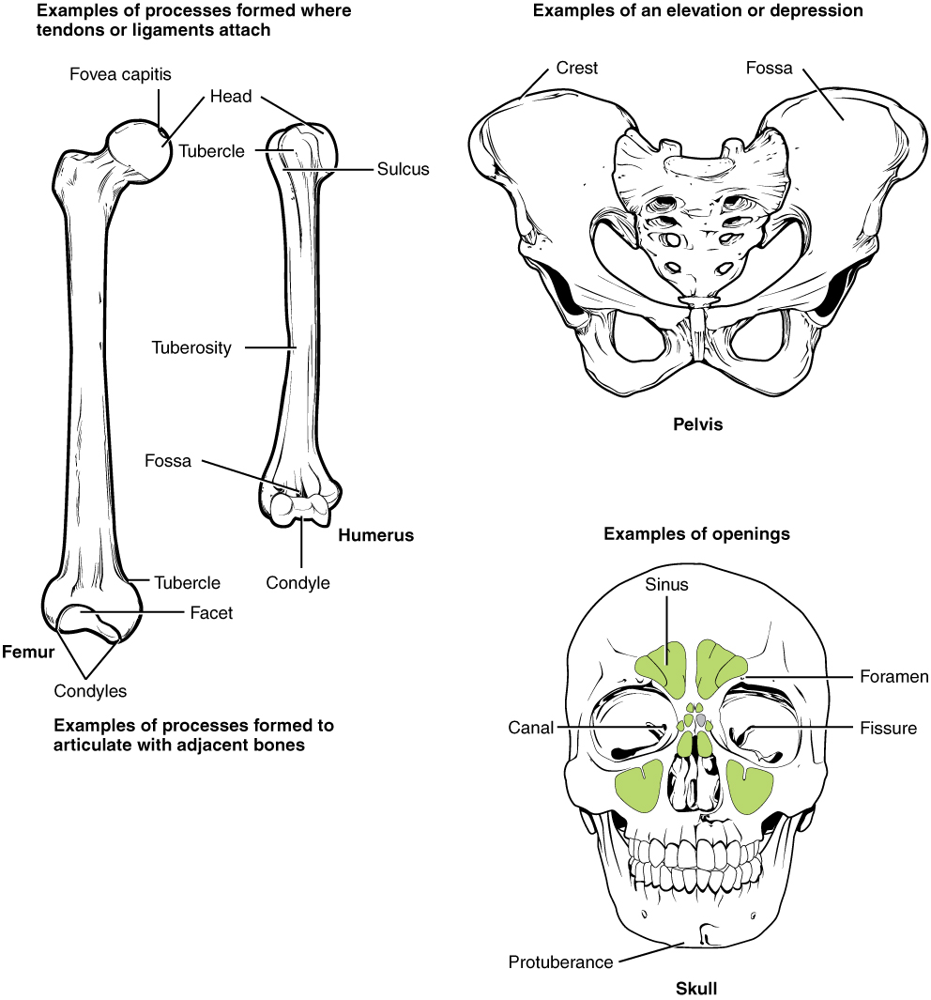 Examples of processes formed where
tendons or ligaments attach
Fovea capitis
Head
Tubercle
Sulcus
Tuberosity
Fossa
Humerus
Condyle
Tubercle
Facet
Femur
Condyles
Examples of processes formed to
articulate with adjacent bones
Examples of an elevation or depression
Crest
Fossa
Pelvis
Examples of openings
Sinus
Foramen
Canal
Fissure
Protuberance
Skull